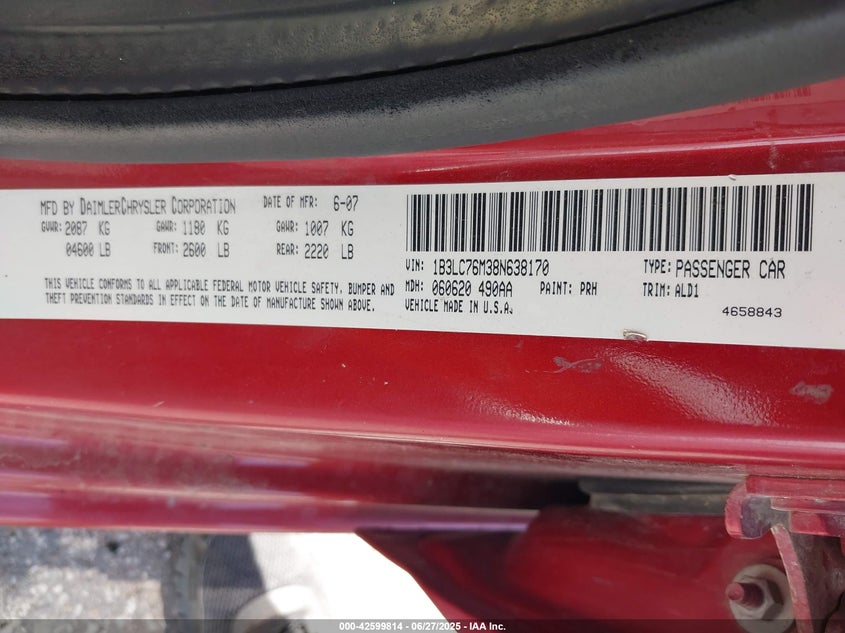 MFD BY DAIMLERCHRYSLER CORPORATION DATE OF MFR: 6-07
GVWR: 2087 KG GAWR: 1180 KG GAWR: 1007 KG
04600 LB FRONT: 2600 LB REAR: 2220 LB
THIS VEHICLE CONFORMS TO ALL APPLICABLE FEDERAL MOTOR VEHICLE SAFETY, BUMPER AND
THEFT PREVENTION STANDARDS IN EFFECT ON THE DATE OF MANUFACTURE SHOWN ABOVE.
VIN: 1B3LC76M38N638170 TYPE: PASSENGER CAR
MDH: 060620 490AA PAINT: PRH TRIM: ALD1
VEHICLE MADE IN U.S.A.
4658843
000-42599814 | 06/27/2025 | IAA Inc.